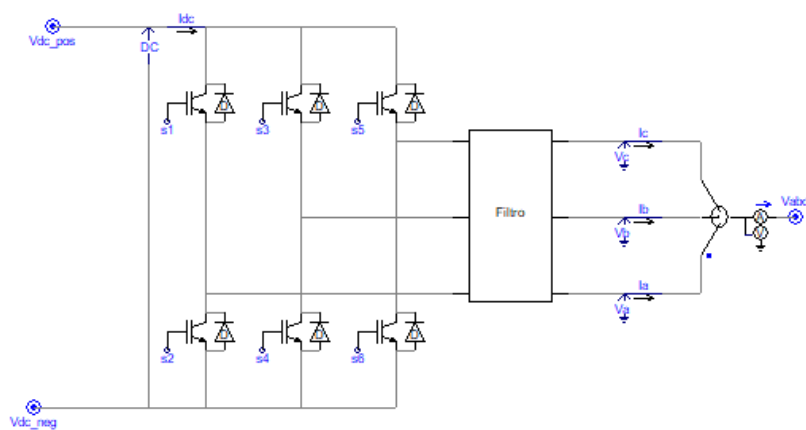 Idc
Vdc_pos
DC
s1
s3
s5
Ic
Vc
Filtro
Ib
Vabc
A
V
Vb
Ia
Va
D
D
D
D
D
D
s2
s4
s6
Vdc_neg